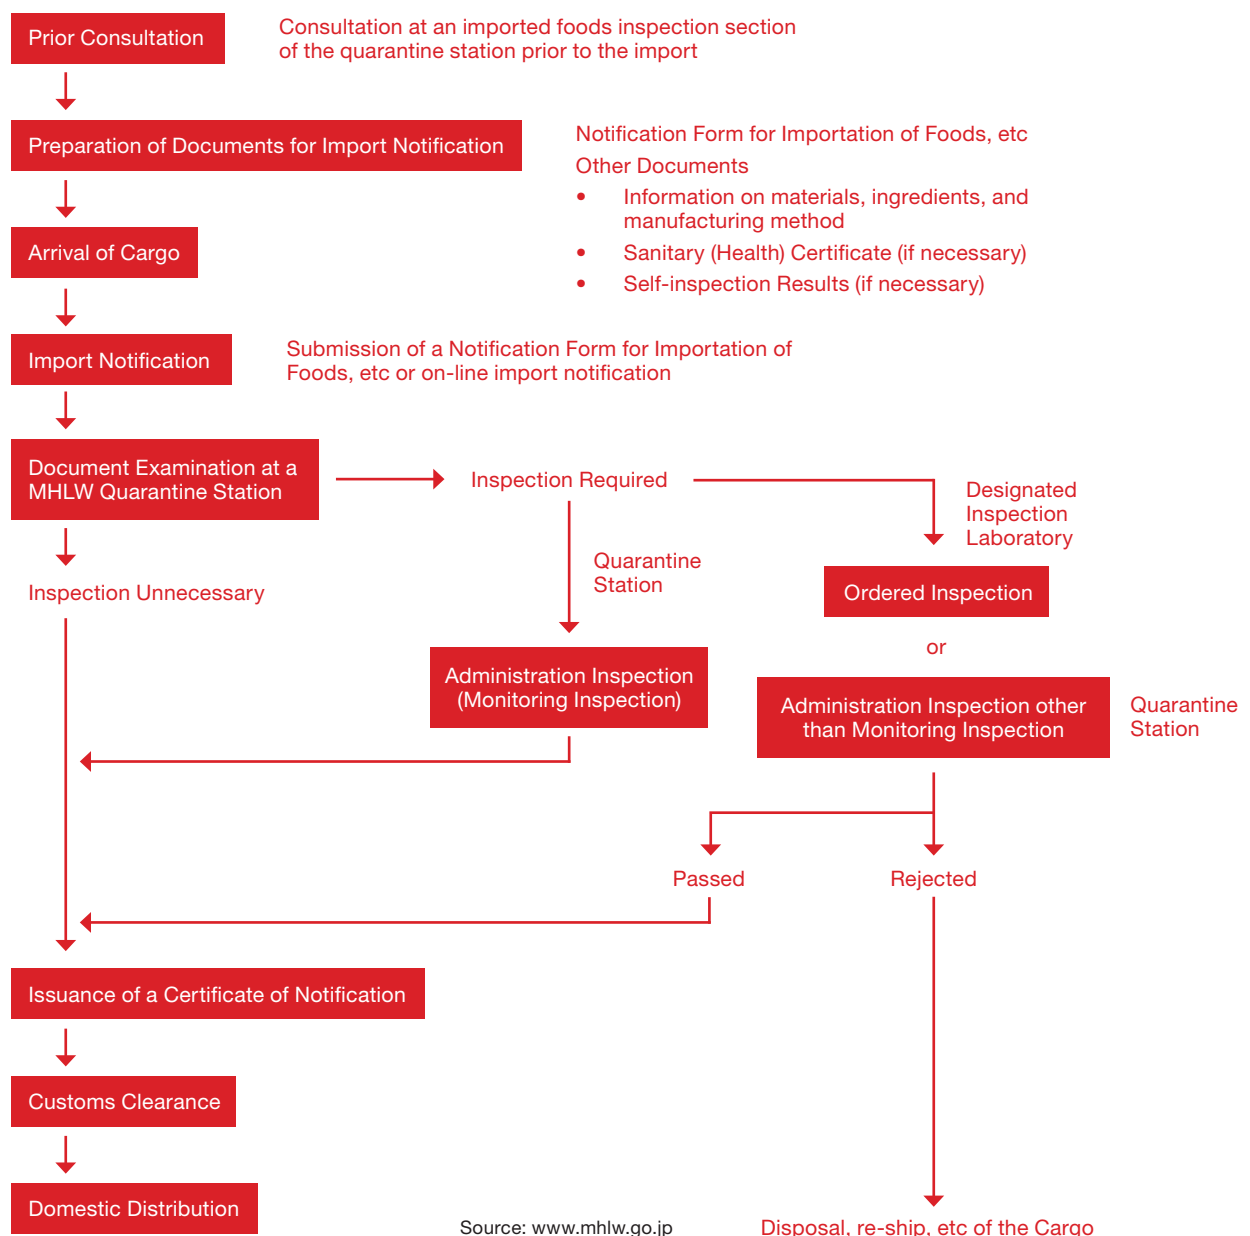 Prior Consultation
Consultation at an imported foods inspection section
of the quarantine station prior to the import
Preparation of Documents for Import Notification
Notification Form for Importation of Foods, etc
Other Documents
• Information on materials, ingredients, and
manufacturing method
• Sanitary (Health) Certificate (if necessary)
• Self-inspection Results (if necessary)
Arrival of Cargo
Import Notification
Submission of a Notification Form for Importation of
Foods, etc or on-line import notification
Document Examination at a
MHLW Quarantine Station
Inspection Required
Designated
Inspection
Laboratory
Quarantine
Station
Inspection Unnecessary
Ordered Inspection
or
Administration Inspection
(Monitoring Inspection)
Administration Inspection other
than Monitoring Inspection
Quarantine
Station
Passed
Rejected
Issuance of a Certificate of Notification
Customs Clearance
Domestic Distribution
Source: www.mhlw.go.jp
Disposal, re-ship, etc of the Cargo